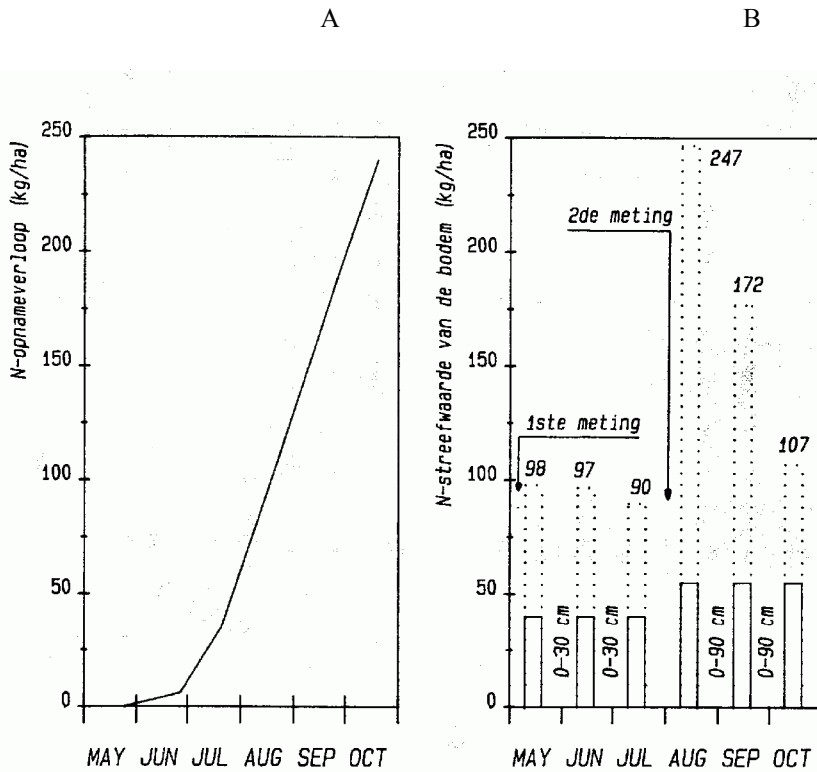 A
B
N-opnameverloop (kg/ha)
250
200
150
100
50
0
MAY JUN JUL AUG SEP OCT
N-streefwaarde van de bodem (kg/ha)
250
200
150
100
50
0
247
2de meting
172
1ste meting
98 97 90
107
0-30 cm 0-30 cm 0-90 cm 0-90 cm
MAY JUN JUL AUG SEP OCT